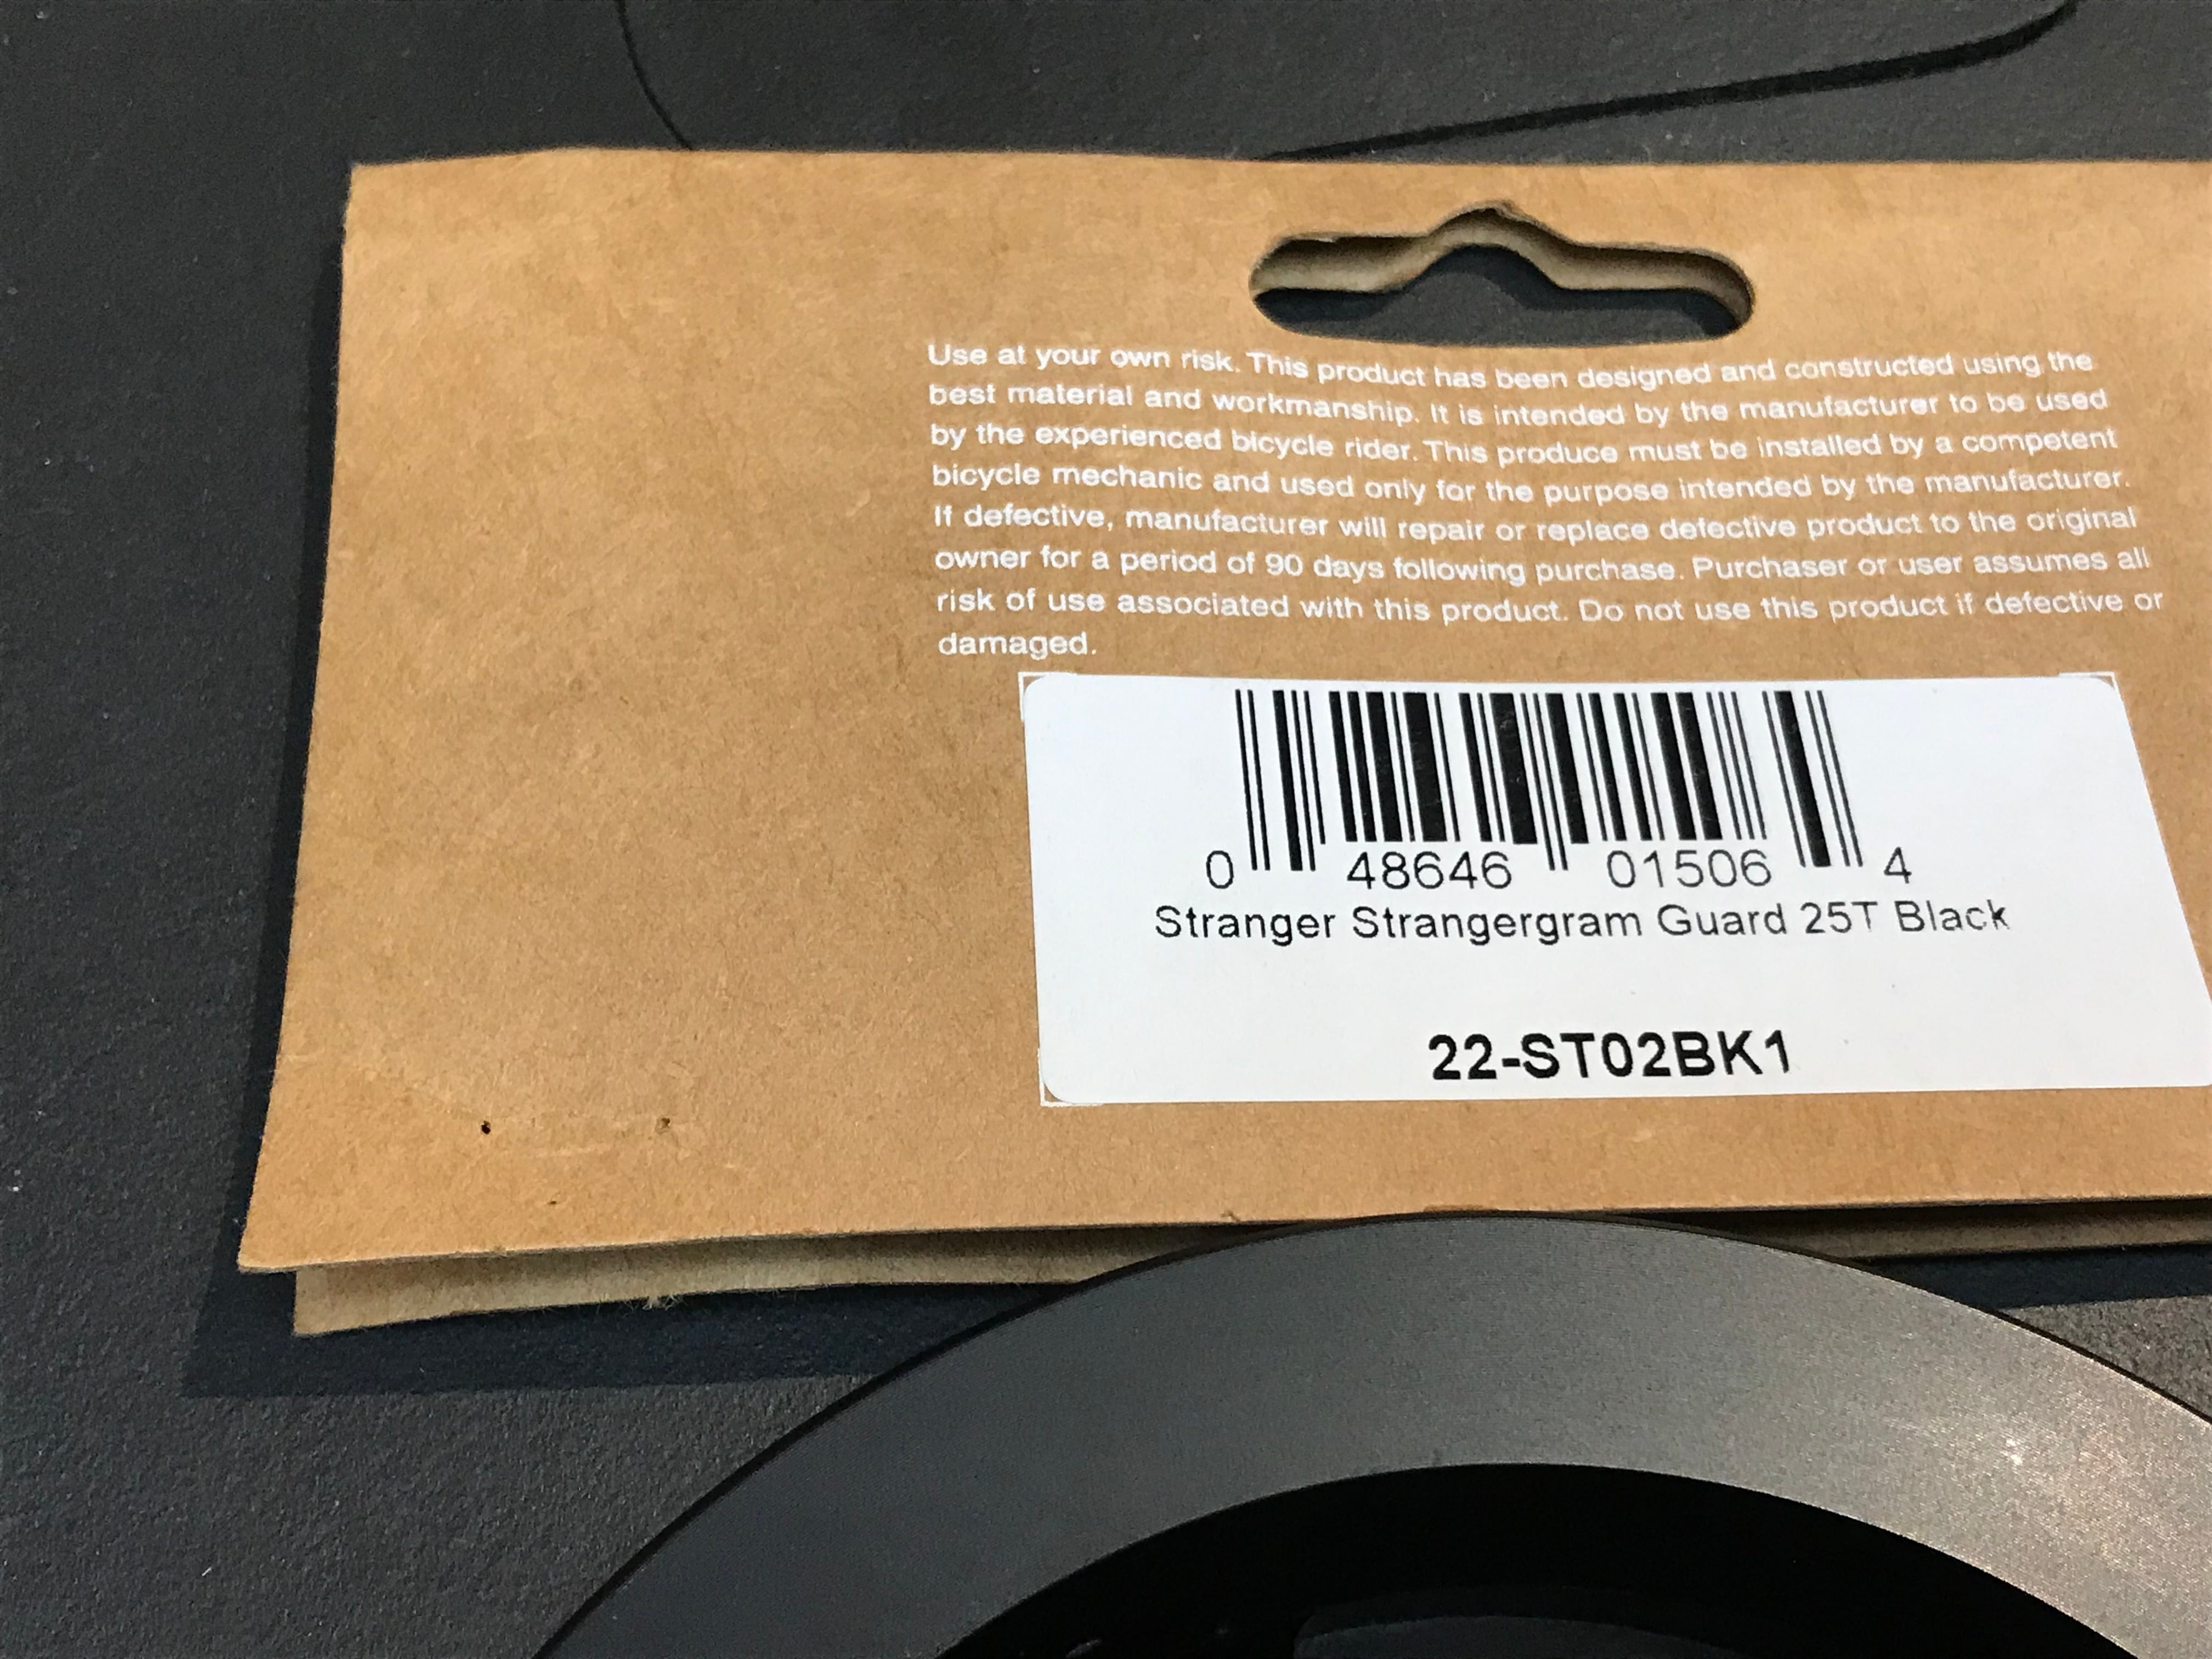 Use at your own risk. This product has been designed and constructed using the
best material and workmanship. It is intended by the manufacturer to be used
by the experienced bicycle rider. This produce must be installed by a competent
bicycle mechanic and used only for the purpose intended by the manufacturer.
If defective, manufacturer will repair or replace defective product to the original
owner for a period of 90 days following purchase. Purchaser or user assumes all
risk of use associated with this product. Do not use this product if defective or
damaged.
0 48646 01506 4
Stranger Strangergram Guard 25T Black
22-ST02BK1